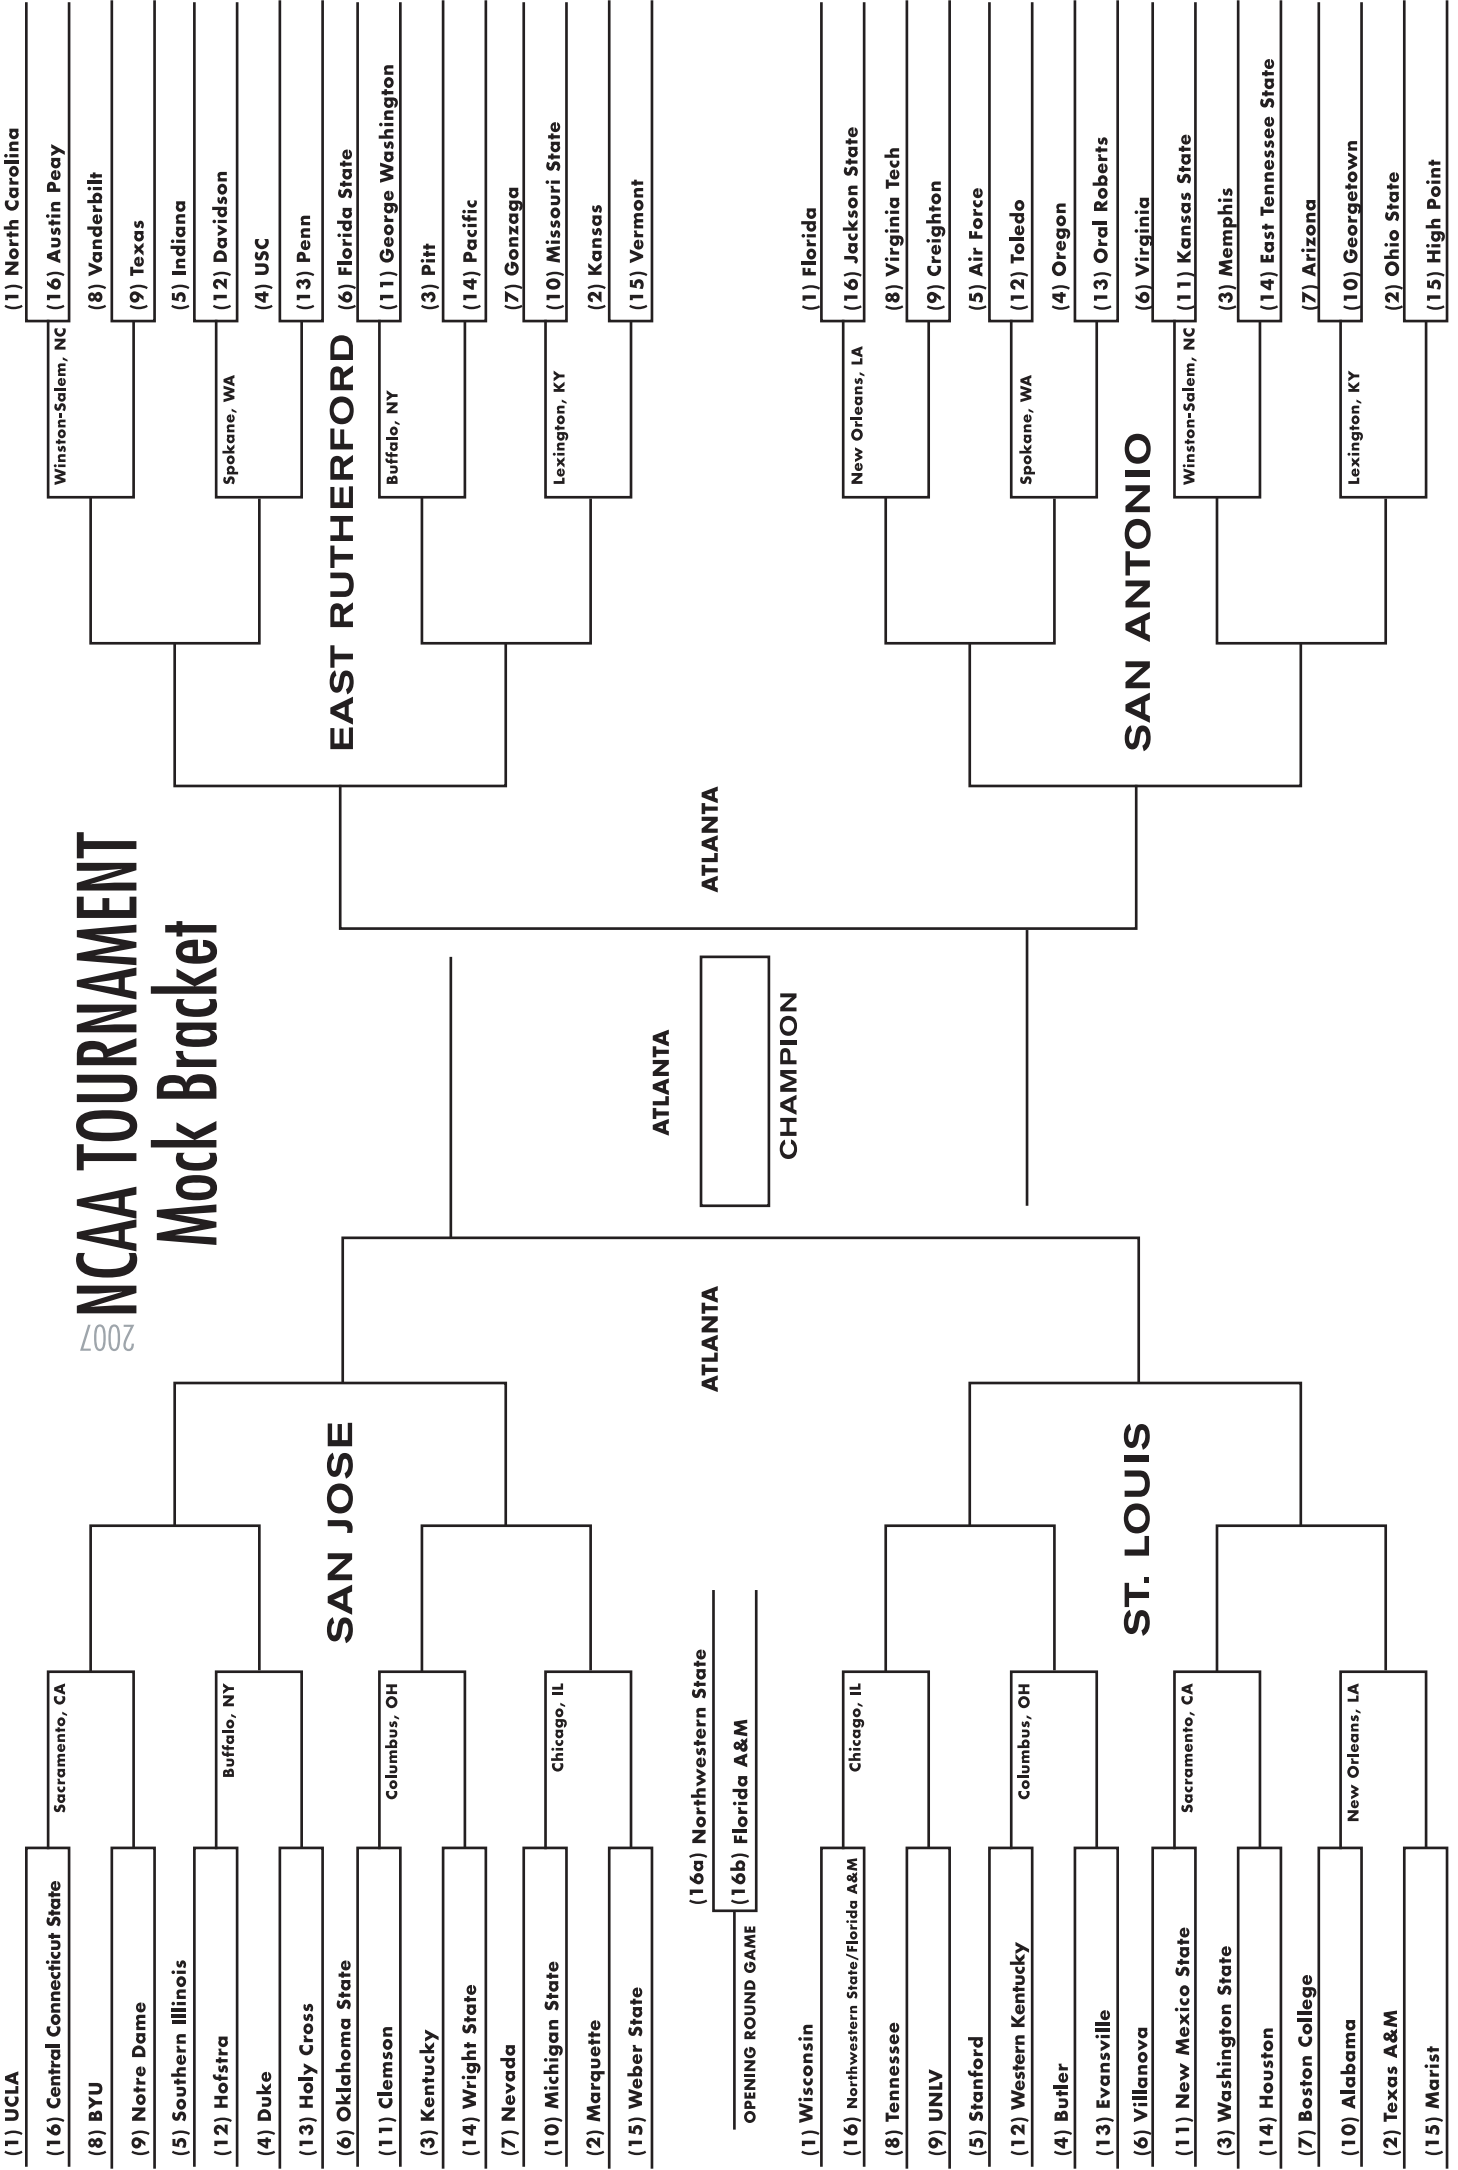 2007
NCAA TOURNAMENT
Mock Bracket
(1) UCLA
(16) Central Connecticut State
(8) BYU
(9) Notre Dame
(5) Southern Illinois
(12) Hofstra
(4) Duke
(13) Holy Cross
(6) Oklahoma State
(11) Clemson
(3) Kentucky
(14) Wright State
(7) Nevada
(10) Michigan State
(2) Marquette
(15) Weber State
Sacramento, CA
Buffalo, NY
Columbus, OH
Chicago, IL
SAN JOSE
OPENING ROUND GAME
(16a) Northwestern State
(16b) Florida A&M
(1) Wisconsin
(16) Northwestern State/Florida A&M
(8) Tennessee
(9) UNLV
(5) Stanford
(12) Western Kentucky
(4) Butler
(13) Evansville
(6) Villanova
(11) New Mexico State
(3) Washington State
(14) Houston
(7) Boston College
(10) Alabama
(2) Texas A&M
(15) Marist
Chicago, IL
Columbus, OH
Sacramento, CA
New Orleans, LA
ST. LOUIS
ATLANTA
ATLANTA
CHAMPION
ATLANTA
EAST RUTHERFORD
Winston-Salem, NC
Spokane, WA
Buffalo, NY
Lexington, KY
(1) North Carolina
(16) Austin Peay
(8) Vanderbilt
(9) Texas
(5) Indiana
(12) Davidson
(4) USC
(13) Penn
(6) Florida State
(11) George Washington
(3) Pitt
(14) Pacific
(7) Gonzaga
(10) Missouri State
(2) Kansas
(15) Vermont
SAN ANTONIO
New Orleans, LA
Spokane, WA
Winston-Salem, NC
Lexington, KY
(1) Florida
(16) Jackson State
(8) Virginia Tech
(9) Creighton
(5) Air Force
(12) Toledo
(4) Oregon
(13) Oral Roberts
(6) Virginia
(11) Kansas State
(3) Memphis
(14) East Tennessee State
(7) Arizona
(10) Georgetown
(2) Ohio State
(15) High Point